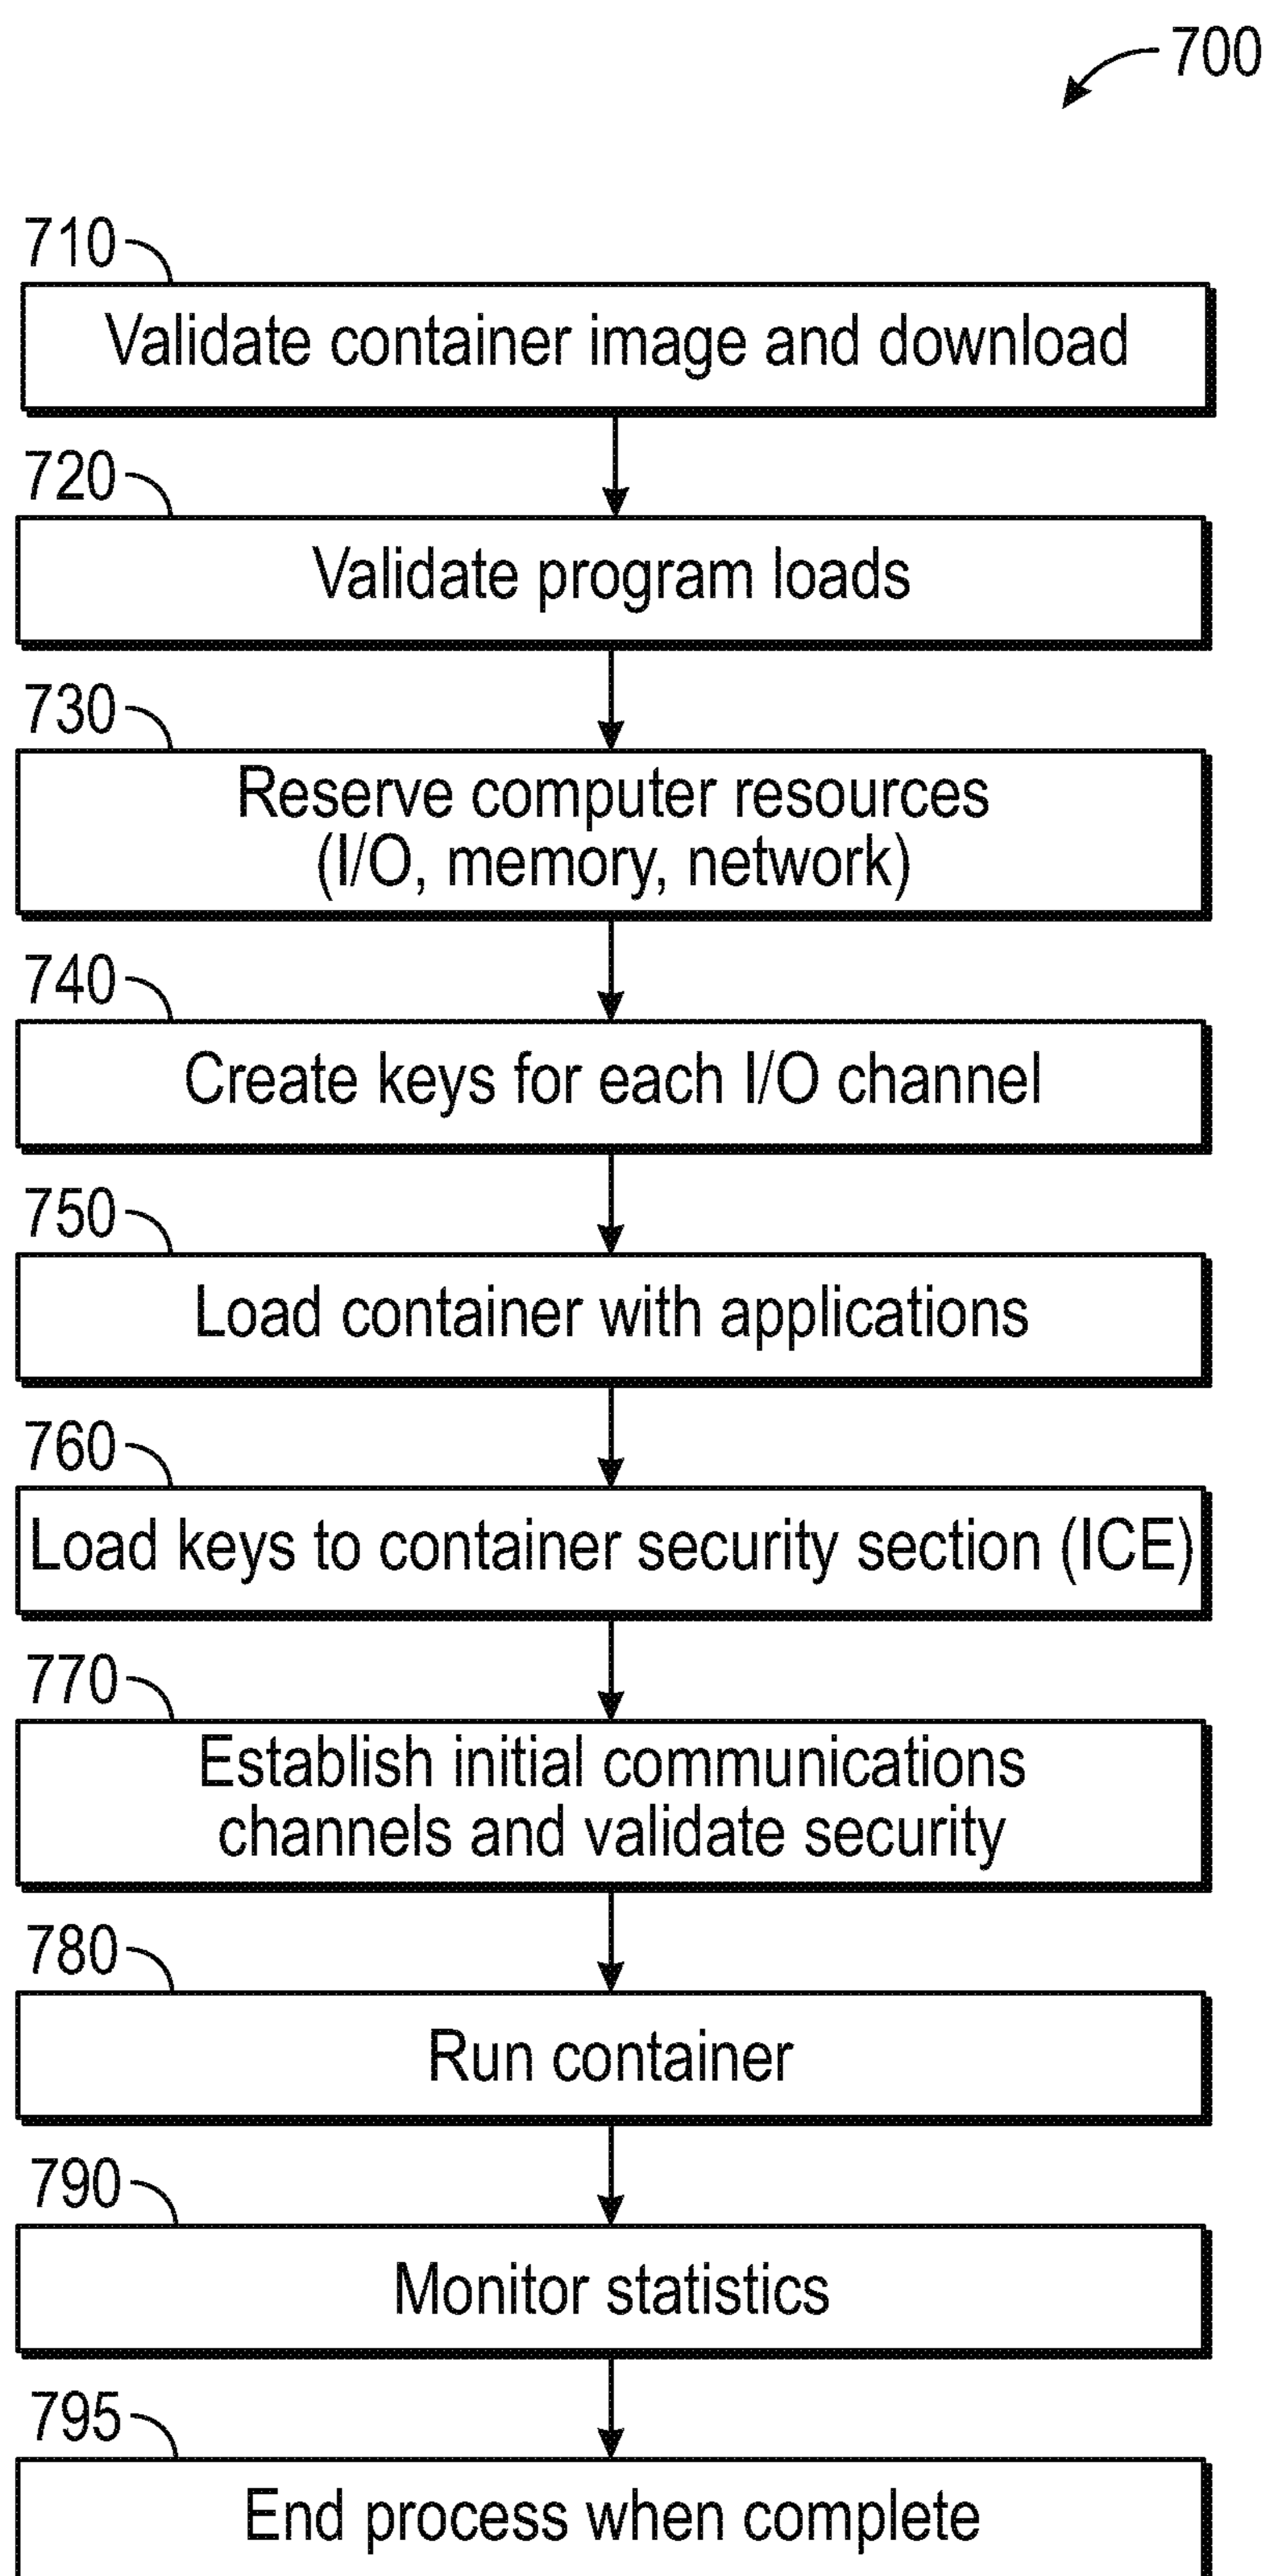 700
710
Validate container image and download
720
Validate program loads
730
Reserve computer resources
(I/O, memory, network)
740
Create keys for each I/O channel
750
Load container with applications
760
Load keys to container security section (ICE)
770
Establish initial communications
channels and validate security
780
Run container
790
Monitor statistics
795
End process when complete